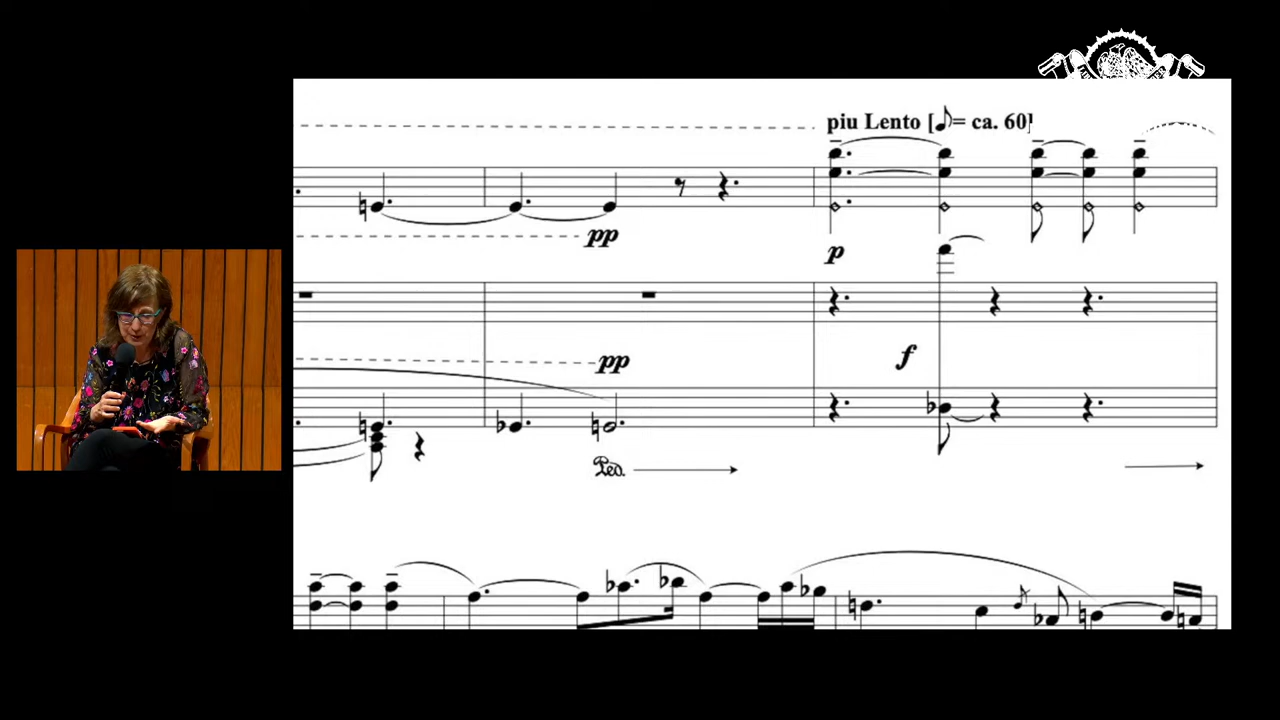 piu Lento [♪= ca. 60]
pp
p
pp
f
Ped.